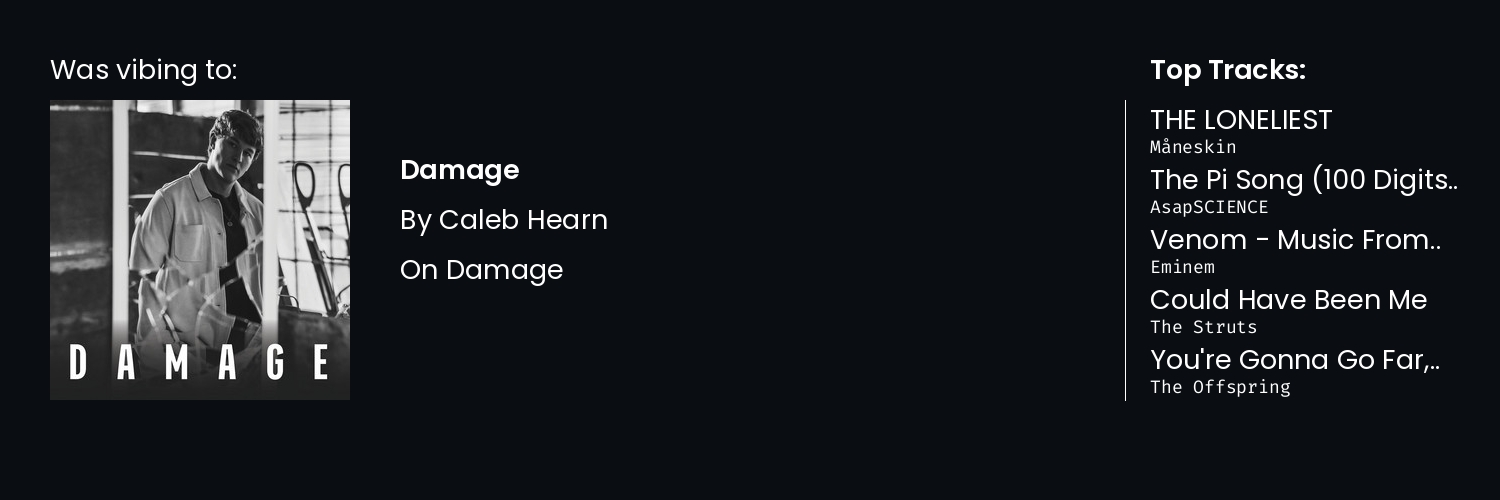 Was vibing to:
DAMAGE
Damage
By Caleb Hearn
On Damage
Top Tracks:
THE LONELIEST
Måneskin
The Pi Song (100 Digits..
AsapSCIENCE
Venom - Music From..
Eminem
Could Have Been Me
The Struts
You're Gonna Go Far,..
The Offspring